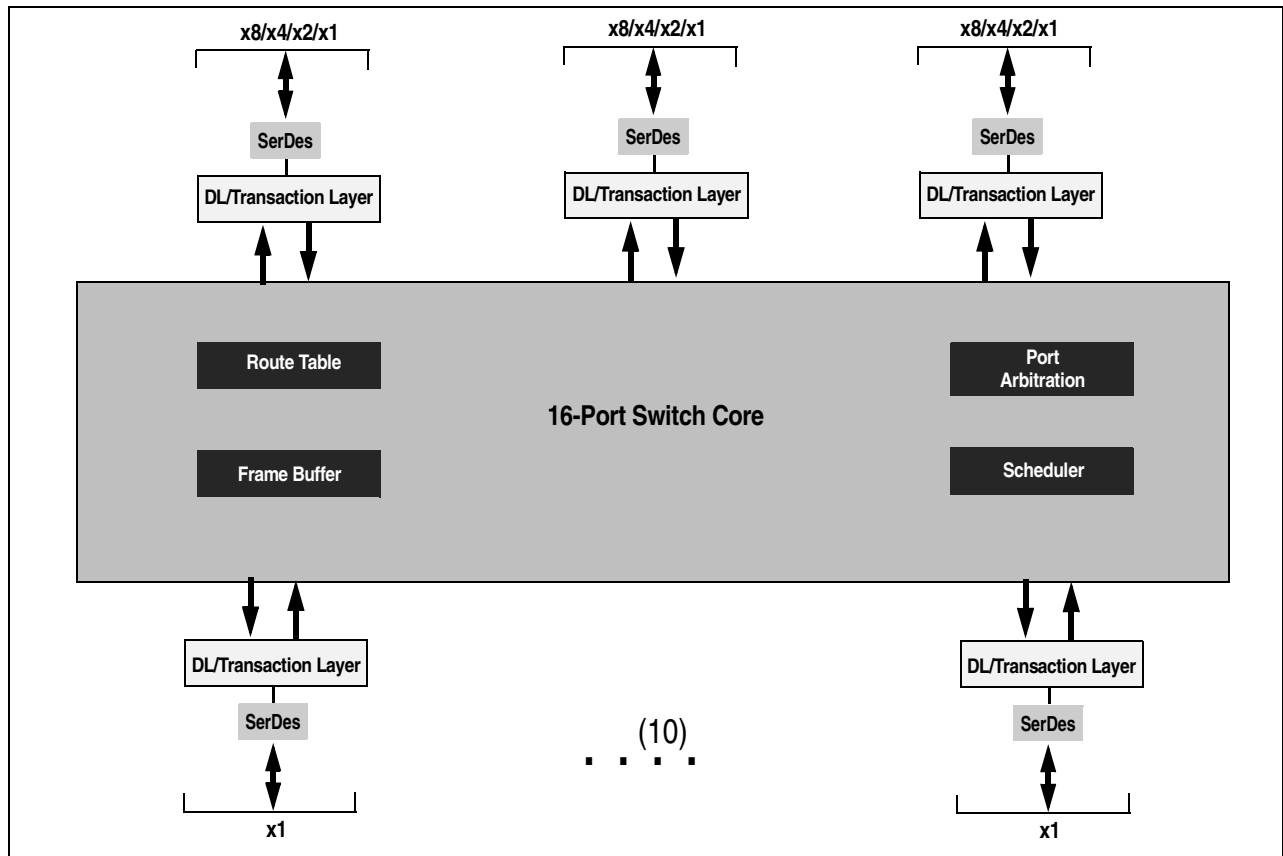 x8/x4/x2/x1
x8/x4/x2/x1
x8/x4/x2/x1
SerDes
SerDes
SerDes
DL/Transaction Layer
DL/Transaction Layer
DL/Transaction Layer
Route Table
Port
Arbitration
16-Port Switch Core
Frame Buffer
Scheduler
DL/Transaction Layer
DL/Transaction Layer
SerDes
SerDes
(10)
. . . .
x1
x1